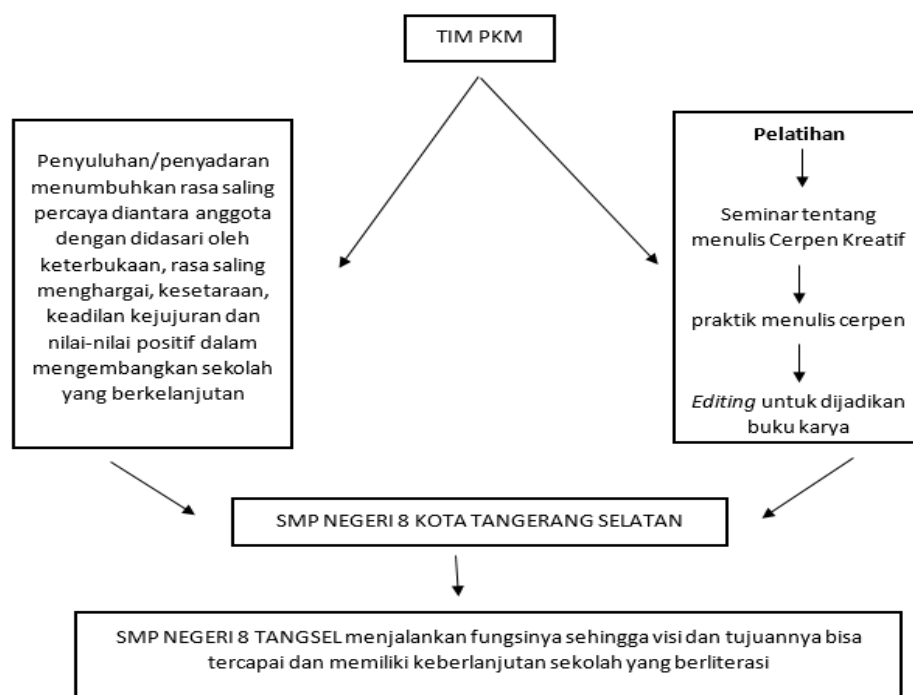 TIM PKM
Penyuluhan/penyadaran
menumbuhkan rasa saling
percaya diantara anggota
dengan didasari oleh
keterbukaan, rasa saling
menghargai, kesetaraan,
keadilan kejujuran dan
nilai-nilai positif dalam
mengembangkan sekolah
yang berkelanjutan
Pelatihan
Seminar tentang
menulis Cerpen Kreatif
praktik menulis cerpen
Editing untuk dijadikan
buku karya
SMP NEGERI 8 KOTA TANGERANG SELATAN
SMP NEGERI 8 TANGSEL menjalankan fungsinya sehingga visi dan tujuannya bisa
tercapai dan memiliki keberlanjutan sekolah yang berliterasi